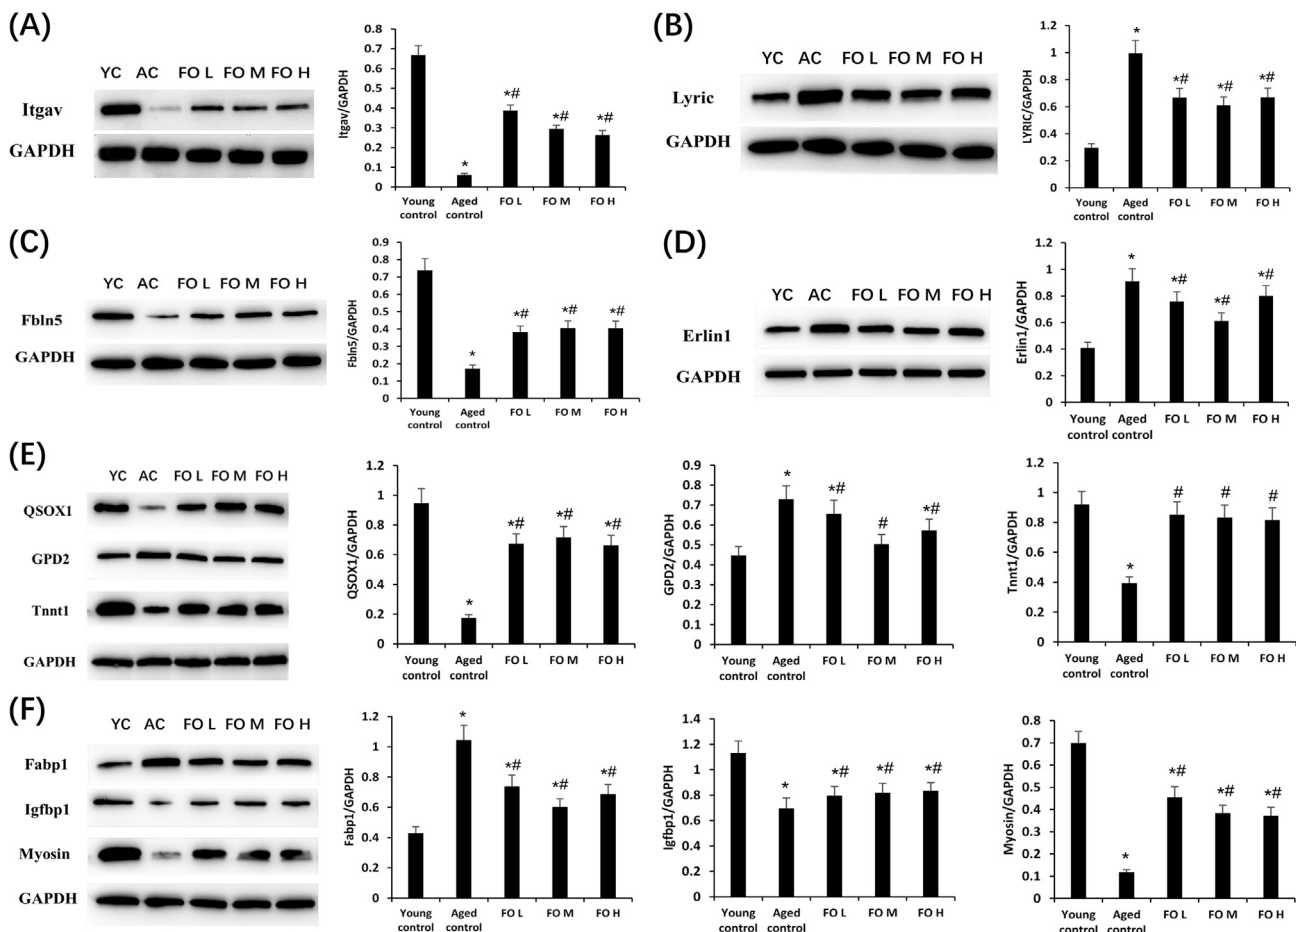 (A)
YC AC FO L FO M FO H
Itgav
GAPDH
Itgav/GAPDH
0.8
0.7
0.6
0.5
0.4
0.3
0.2
0.1
0
*
*#
*#
*#
Young control
Aged control
FO L
FO M
FO H
(B)
YC AC FO L FO M FO H
Lyric
GAPDH
LYRIC/GAPDH
1.2
1
0.8
0.6
0.4
0.2
0
*
*#
*#
*#
Young control
Aged control
FO L
FO M
FO H
(C)
YC AC FO L FO M FO H
Fbln5
GAPDH
Fbln5/GAPDH
0.9
0.8
0.7
0.6
0.5
0.4
0.3
0.2
0.1
0
*
*#
*#
*#
Young control
Aged control
FO L
FO M
FO H
(D)
YC AC FO L FO M FO H
Erlin1
GAPDH
Erlin1/GAPDH
1.2
1
0.8
0.6
0.4
0.2
0
*
*#
*#
*#
Young control
Aged control
FO L
FO M
FO H
(E)
YC AC FO L FO M FO H
QSOX1
GPD2
Tnnt1
GAPDH
QSOX1/GAPDH
1.2
1
0.8
0.6
0.4
0.2
0
*
*#
*#
*#
Young control
Aged control
FO L
FO M
FO H
GPD2/GAPDH
0.9
0.8
0.7
0.6
0.5
0.4
0.3
0.2
0.1
0
*
*#
#
*#
Young control
Aged control
FO L
FO M
FO H
Tnnt1/GAPDH
1.2
1
0.8
0.6
0.4
0.2
0
*
#
#
#
Young control
Aged control
FO L
FO M
FO H
(F)
YC AC FO L FO M FO H
Fabp1
Igfbp1
Myosin
GAPDH
Fabp1/GAPDH
1.2
1
0.8
0.6
0.4
0.2
0
*
*#
*#
*#
Young control
Aged control
FO L
FO M
FO H
Igfbp1/GAPDH
1.4
1.2
1
0.8
0.6
0.4
0.2
0
*
*#
*#
*#
Young control
Aged control
FO L
FO M
FO H
Myosin/GAPDH
0.8
0.7
0.6
0.5
0.4
0.3
0.2
0.1
0
*
*#
*#
*#
Young control
Aged control
FO L
FO M
FO H